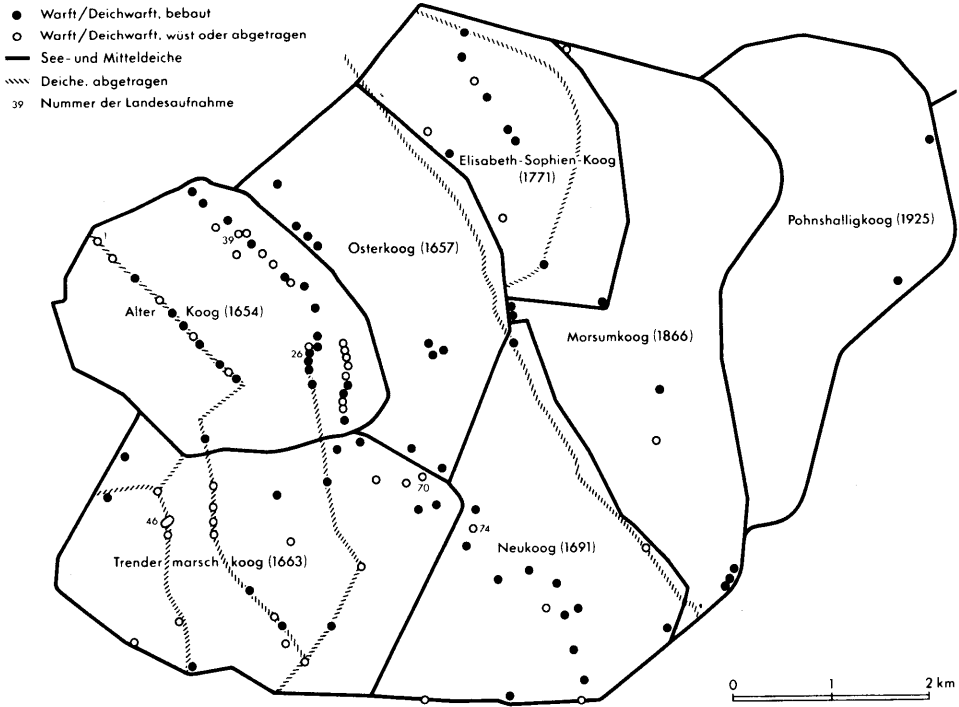 Warft/Deichwarft, bebaut
Warft/Deichwarft, wüst oder abgetragen
See- und Mitteldeiche
Deiche, abgetragen
39 Nummer der Landesaufnahme
Elisabeth-Sophien-Koog
(1771)
Pohnshalligkoog (1925)
Osterkoog (1657)
39
1
Alter Koog (1654)
Morsumkoog (1866)
26
70
46
74
Neukoog (1691)
Trendermarschkoog (1663)
0 1 2 km